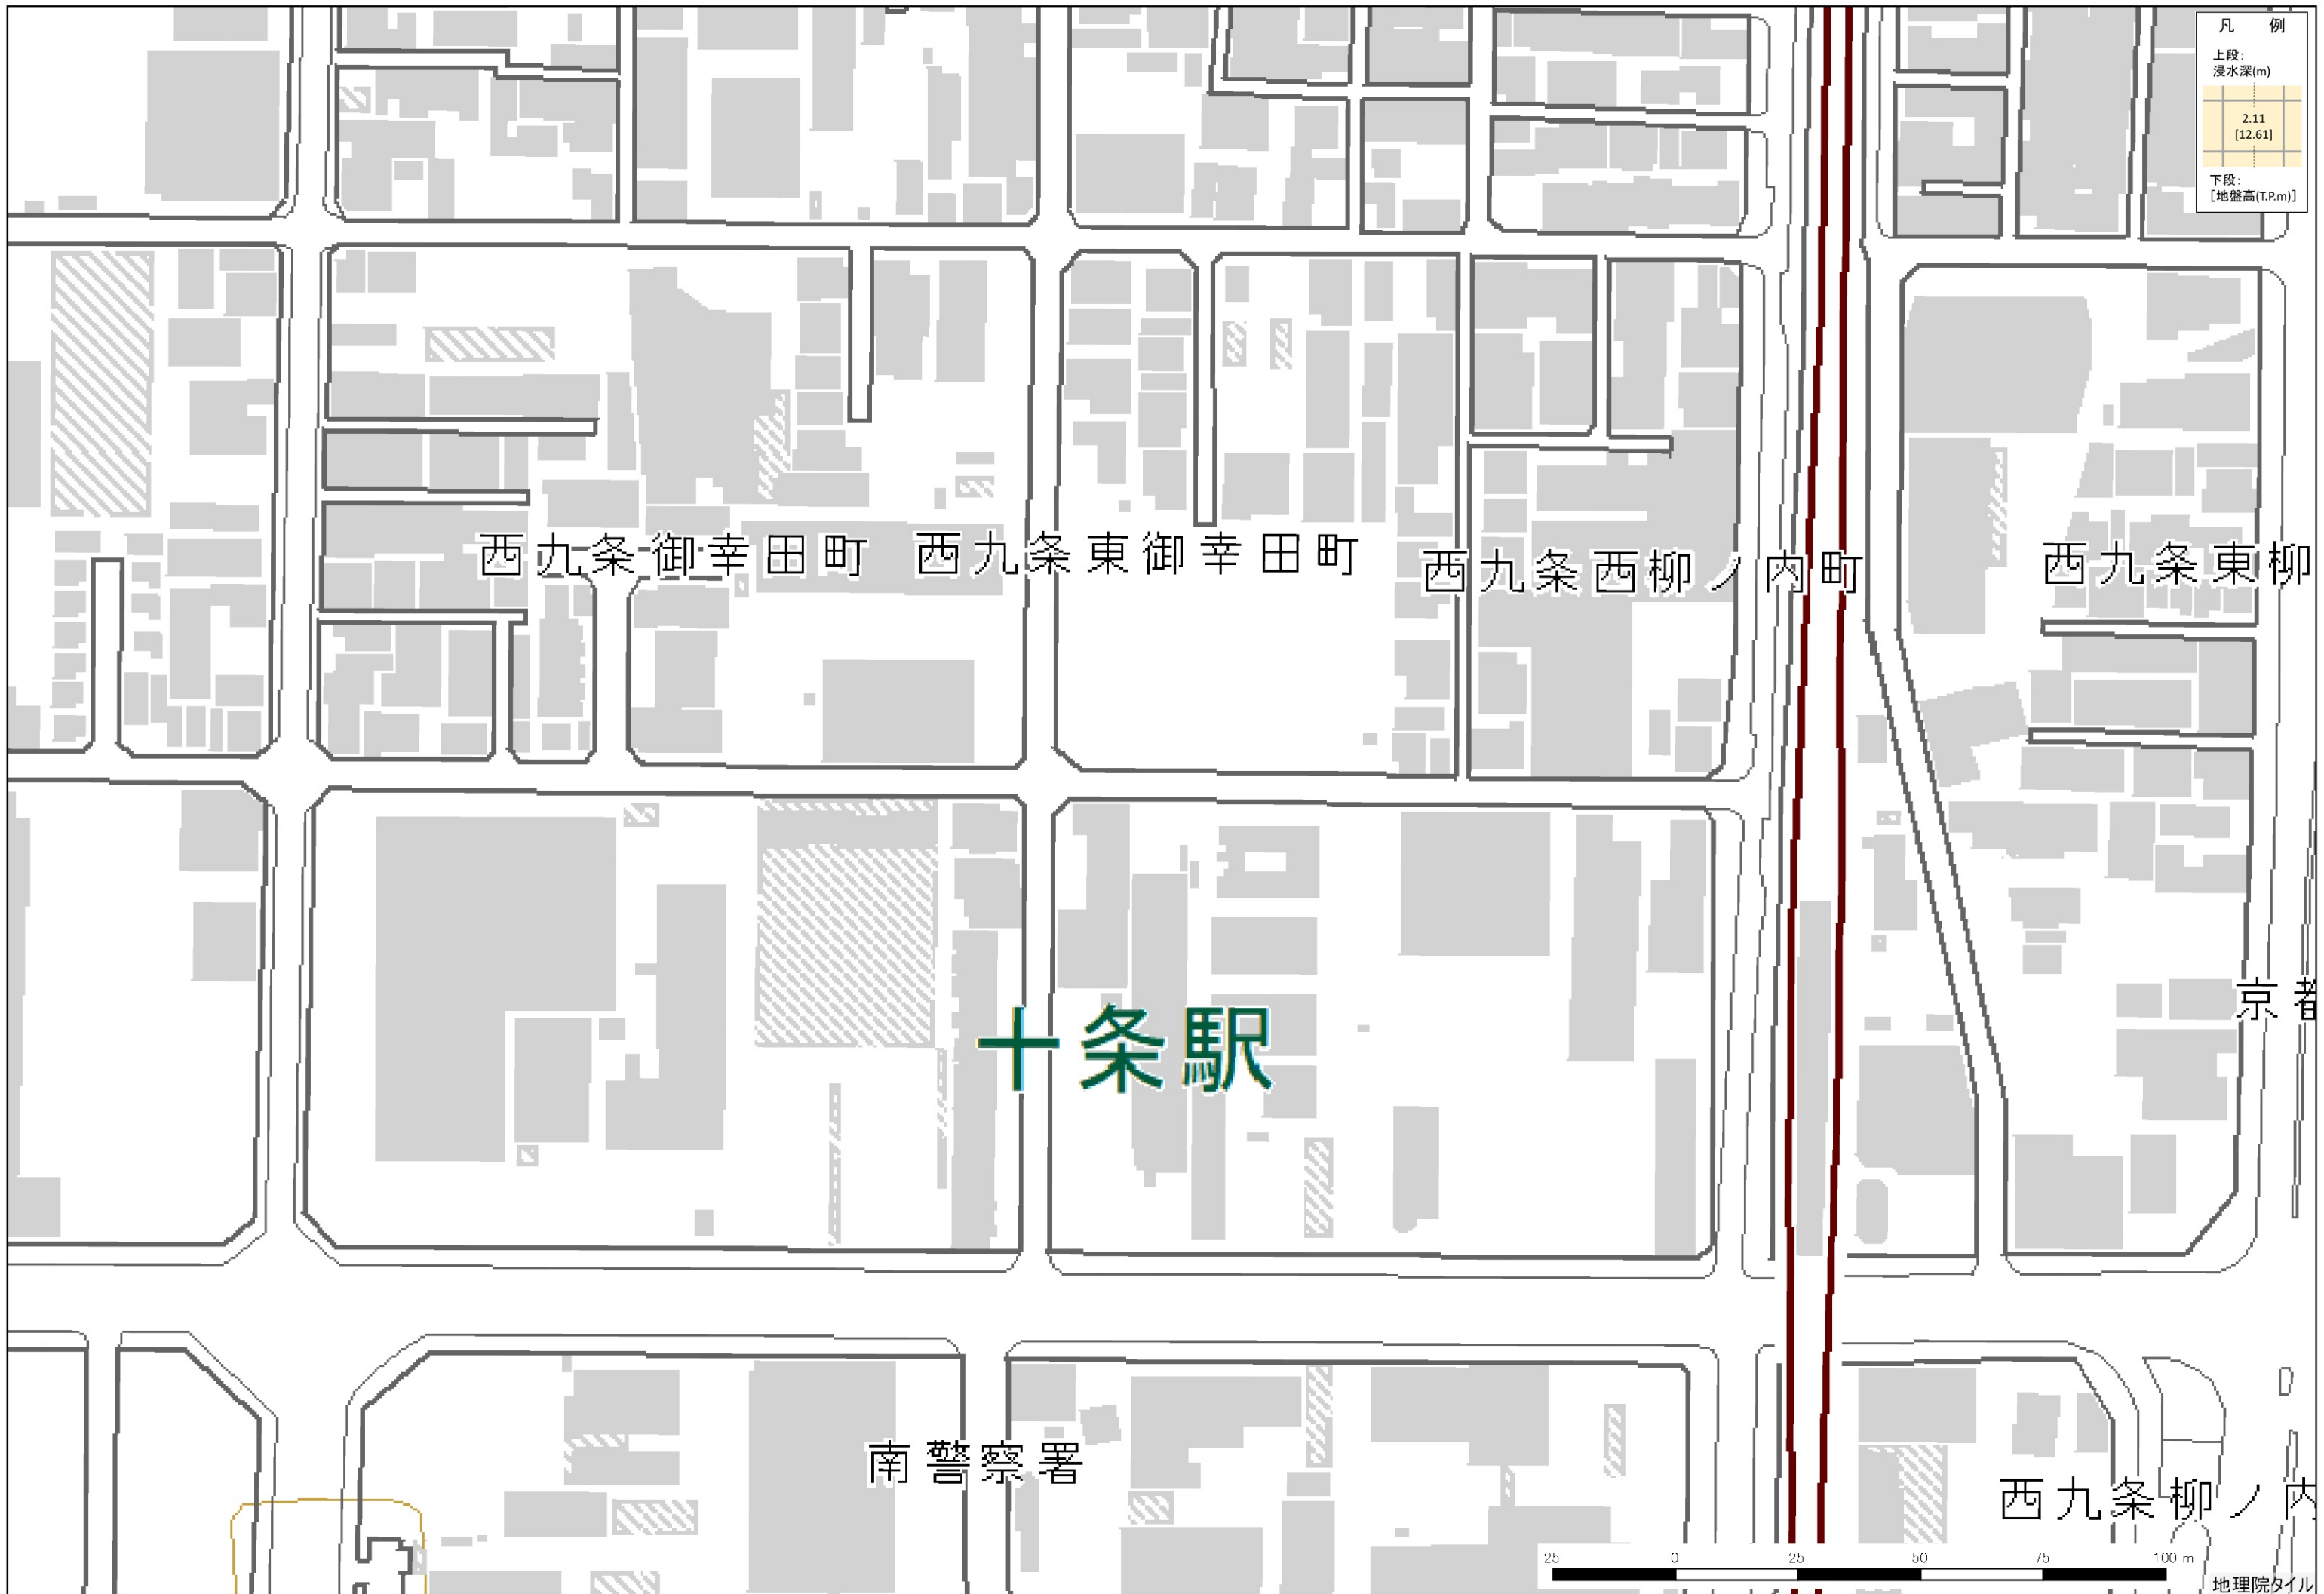 凡 例
上段:
浸水深(m)
2.11
[12.61]
下段:
[地盤高(T.P.m)]
西九条御幸田町
西九条東御幸田町
西九条西柳ノ内町
西九条東柳
京都
十条駅
南警察署
西九条柳ノ内
25 0 25 50 75 100 m
地理院タイル